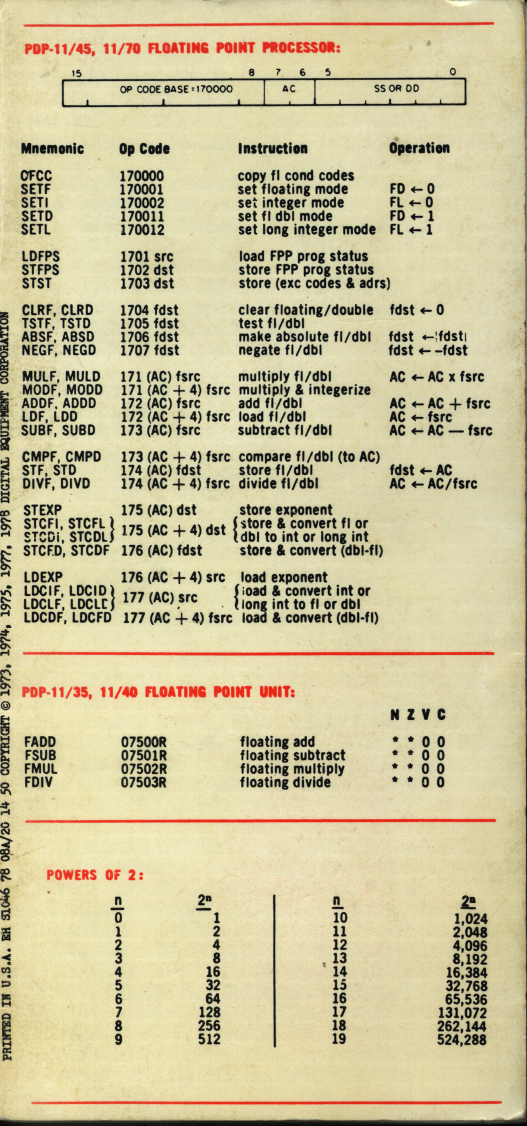 PDP-11/45, 11/70 FLOATING POINT PROCESSOR:
15 8 7 6 5 0
OP CODE BASE=170000 AC SS OR DD
Mnemonic Op Code Instruction Operation
CFCC 170000 copy fl cond codes
SETF 170001 set floating mode FD ← 0
SETI 170002 set integer mode FL ← 0
SETD 170011 set fl dbl mode FD ← 1
SETL 170012 set long integer mode FL ← 1
LDFPS 1701 src load FPP prog status
STFPS 1702 dst store FPP prog status
STST 1703 dst store (exc codes & adrs)
CLRF, CLRD 1704 fdst clear floating/double fdst ← 0
TSTF, TSTD 1705 fdst test fl/dbl
ABSF, ABSD 1706 fdst make absolute fl/dbl fdst ←|fdst|
NEGF, NEGD 1707 fdst negate fl/dbl fdst ← –fdst
MULF, MULD 171 (AC) fsrc multiply fl/dbl AC ← AC x fsrc
MODF, MODD 171 (AC + 4) fsrc multiply & integerize
ADDF, ADDD 172 (AC) fsrc add fl/dbl AC ← AC + fsrc
LDF, LDD 172 (AC + 4) fsrc load fl/dbl AC ← fsrc
SUBF, SUBD 173 (AC) fsrc subtract fl/dbl AC ← AC — fsrc
CMPF, CMPD 173 (AC + 4) fsrc compare fl/dbl (to AC)
STF, STD 174 (AC) fdst store fl/dbl fdst ← AC
DIVF, DIVD 174 (AC + 4) fsrc divide fl/dbl AC ← AC/fsrc
STEXP 175 (AC) dst store exponent
STCFI, STCFL } 175 (AC + 4) dst { store & convert fl or
STCDI, STCDL } dbl to int or long int
STCFD, STCDF 176 (AC) fdst store & convert (dbl-fl)
LDEXP 176 (AC + 4) src load exponent
LDCIF, LDCID } 177 (AC) src { load & convert int or
LDCLF, LDCLD } long int to fl or dbl
LDCDF, LDCFD 177 (AC + 4) fsrc load & convert (dbl-fl)
PDP-11/35, 11/40 FLOATING POINT UNIT:
N Z V C
FADD 07500R floating add * * 0 0
FSUB 07501R floating subtract * * 0 0
FMUL 07502R floating multiply * * 0 0
FDIV 07503R floating divide * * 0 0
POWERS OF 2:
n 2ⁿ n 2ⁿ
0 1 10 1,024
1 2 11 2,048
2 4 12 4,096
3 8 13 8,192
4 16 14 16,384
5 32 15 32,768
6 64 16 65,536
7 128 17 131,072
8 256 18 262,144
9 512 19 524,288
PRINTED IN U.S.A. EH S1046 78 08A/20 14 50 COPYRIGHT © 1973, 1974, 1975, 1977, 1978 DIGITAL EQUIPMENT CORPORATION